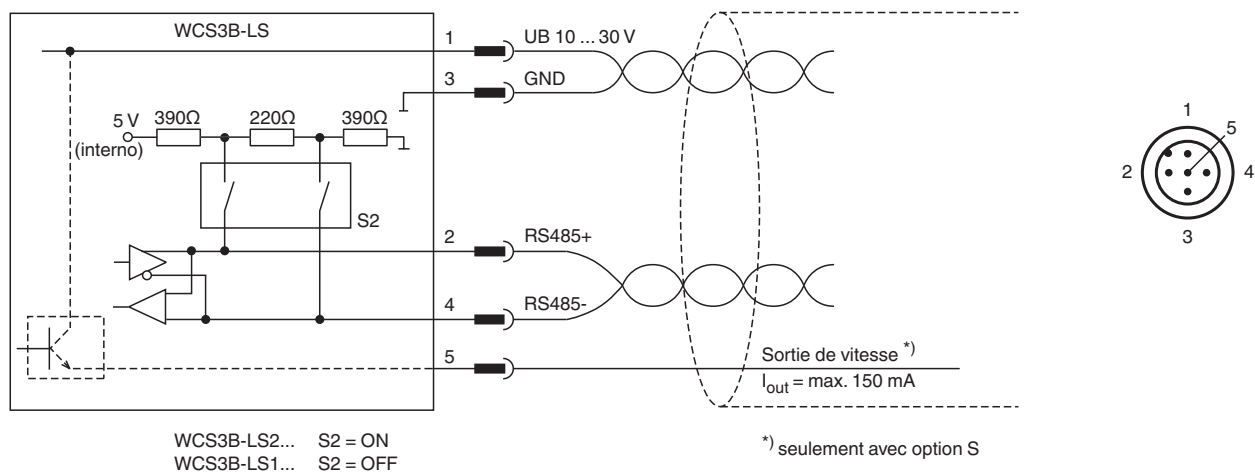 WCS3B-LS
1
UB 10 ... 30 V
3
GND
390Ω
220Ω
390Ω
5 V
(interno)
S2
2
RS485+
4
RS485-
5
Sortie de vitesse *)
Iout = max. 150 mA
WCS3B-LS2... S2 = ON
WCS3B-LS1... S2 = OFF
*) seulement avec option S
1
5
2
4
3